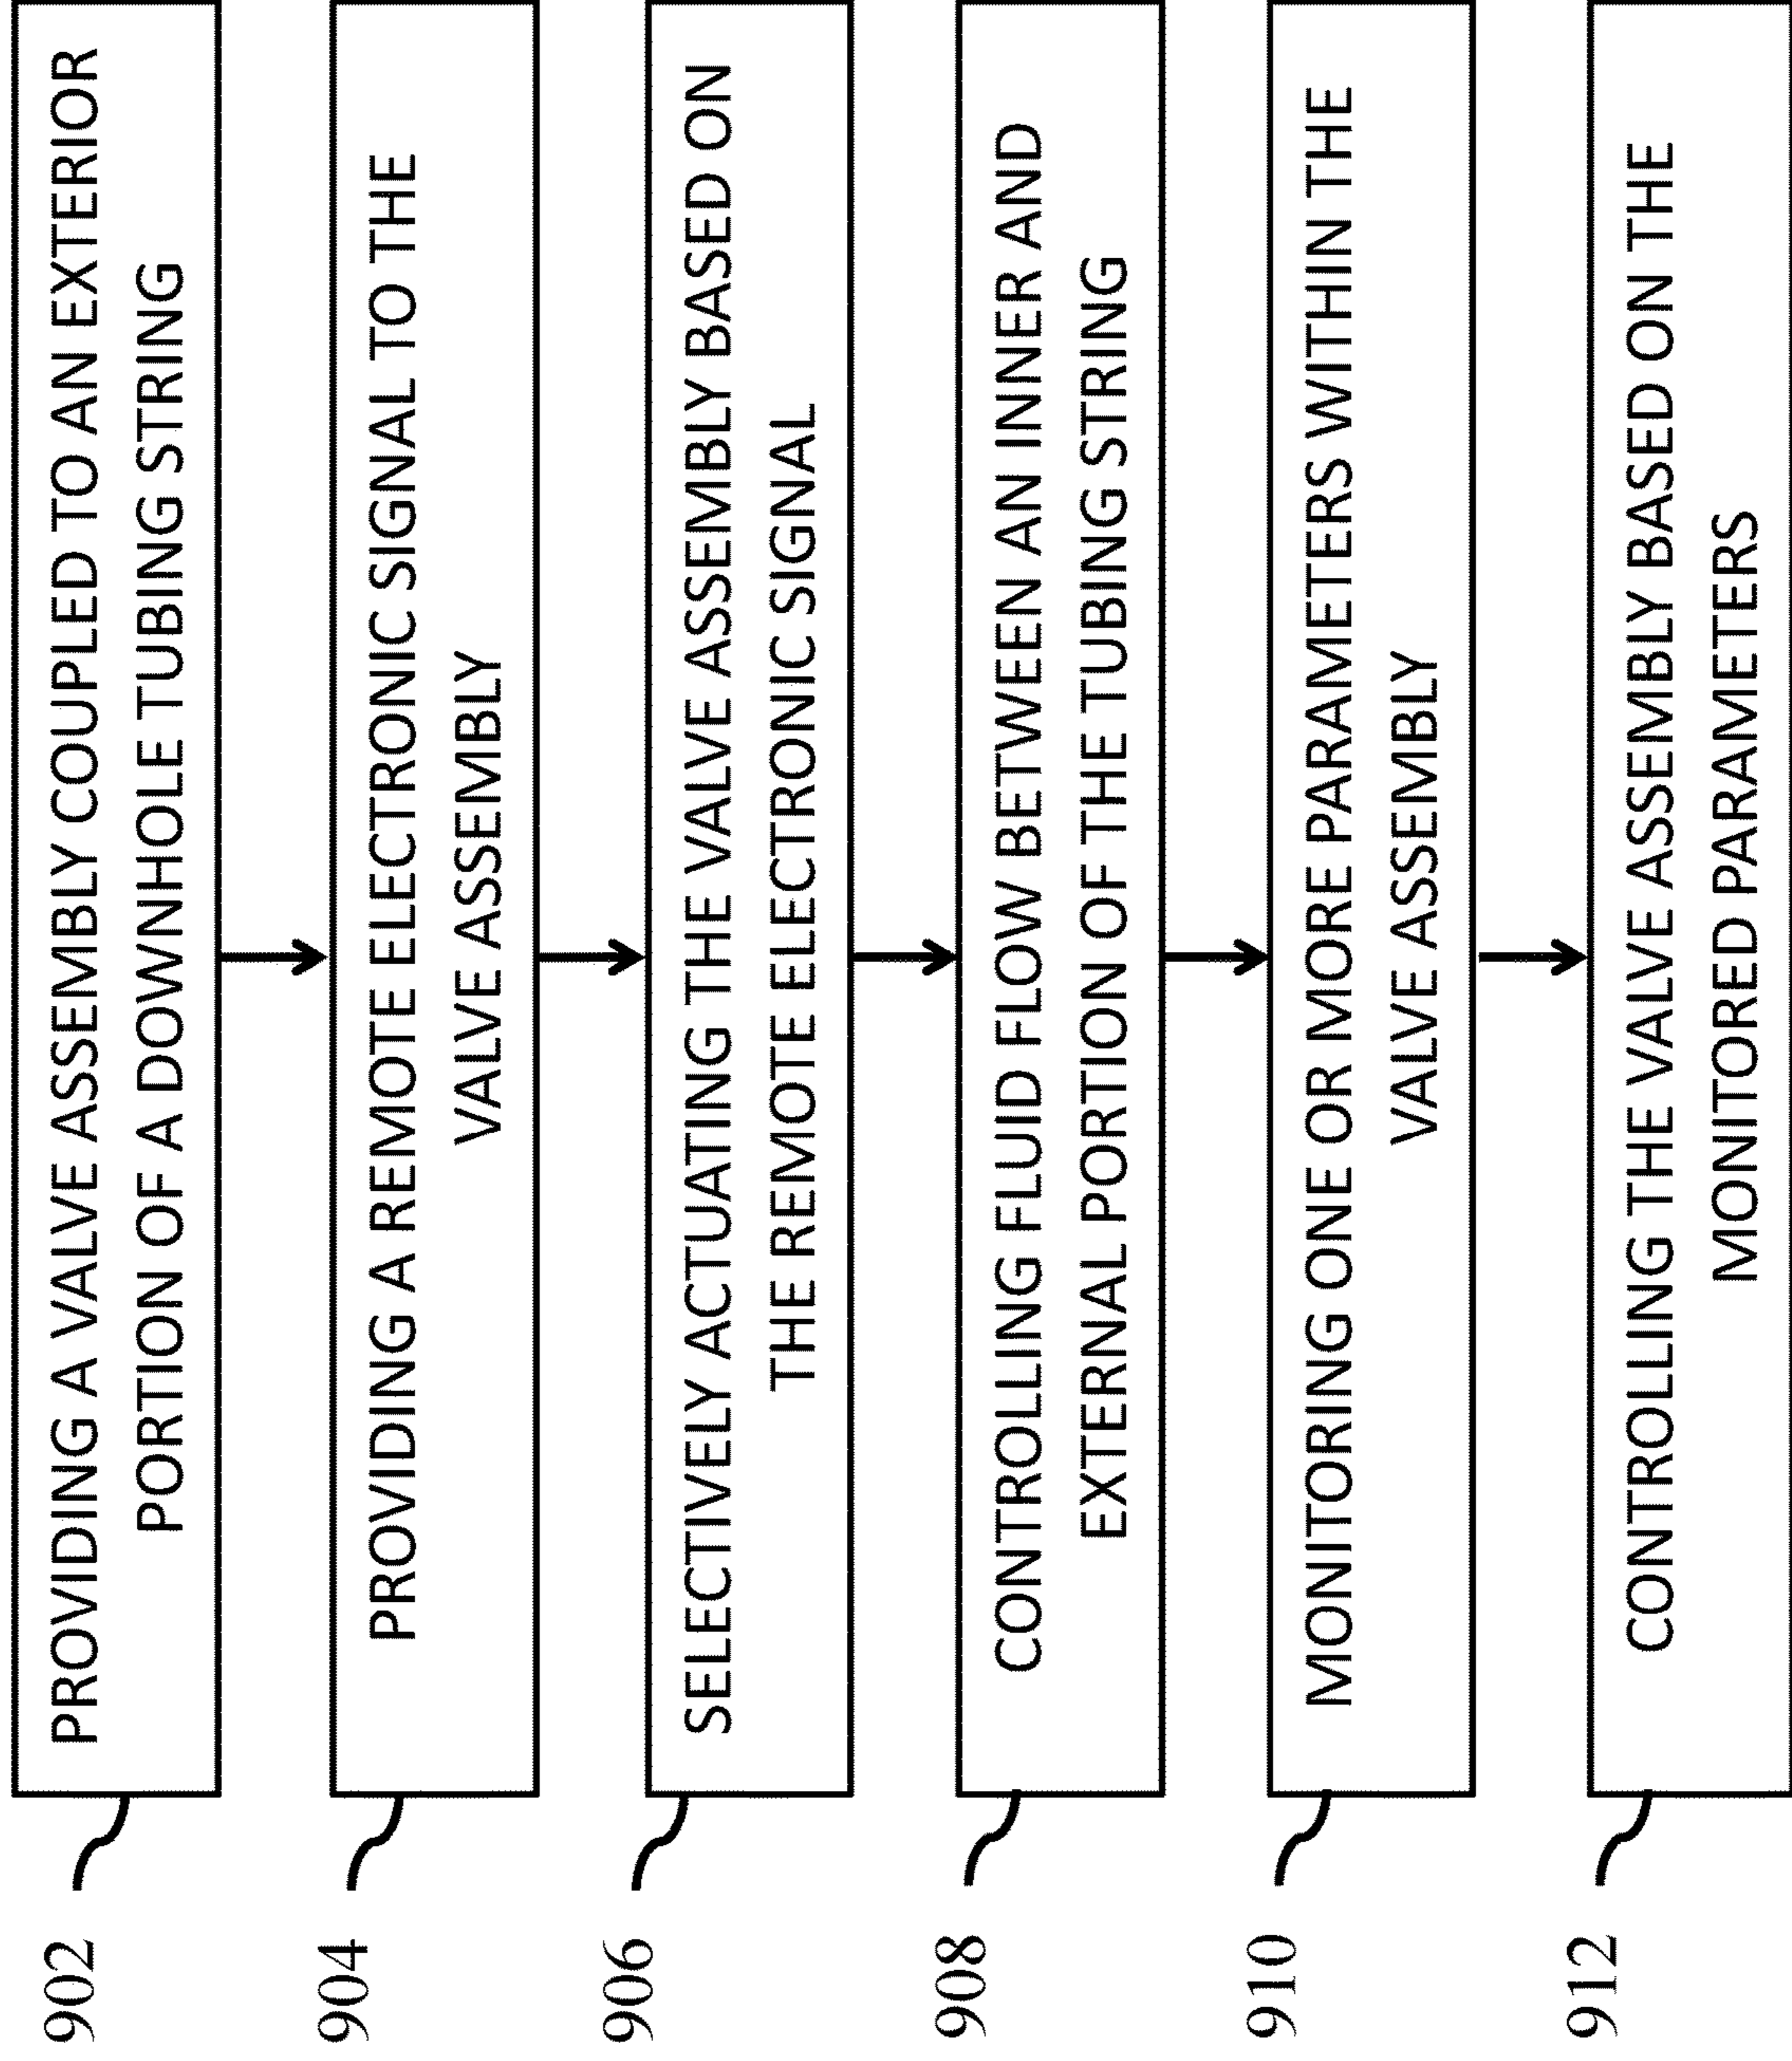 902
PROVIDING A VALVE ASSEMBLY COUPLED TO AN EXTERIOR
PORTION OF A DOWNHOLE TUBING STRING
904
PROVIDING A REMOTE ELECTRONIC SIGNAL TO THE
VALVE ASSEMBLY
906
SELECTIVELY ACTUATING THE VALVE ASSEMBLY BASED ON
THE REMOTE ELECTRONIC SIGNAL
908
CONTROLLING FLUID FLOW BETWEEN AN INNER AND
EXTERNAL PORTION OF THE TUBING STRING
910
MONITORING ONE OR MORE PARAMETERS WITHIN THE
VALVE ASSEMBLY
912
CONTROLLING THE VALVE ASSEMBLY BASED ON THE
MONITORED PARAMETERS